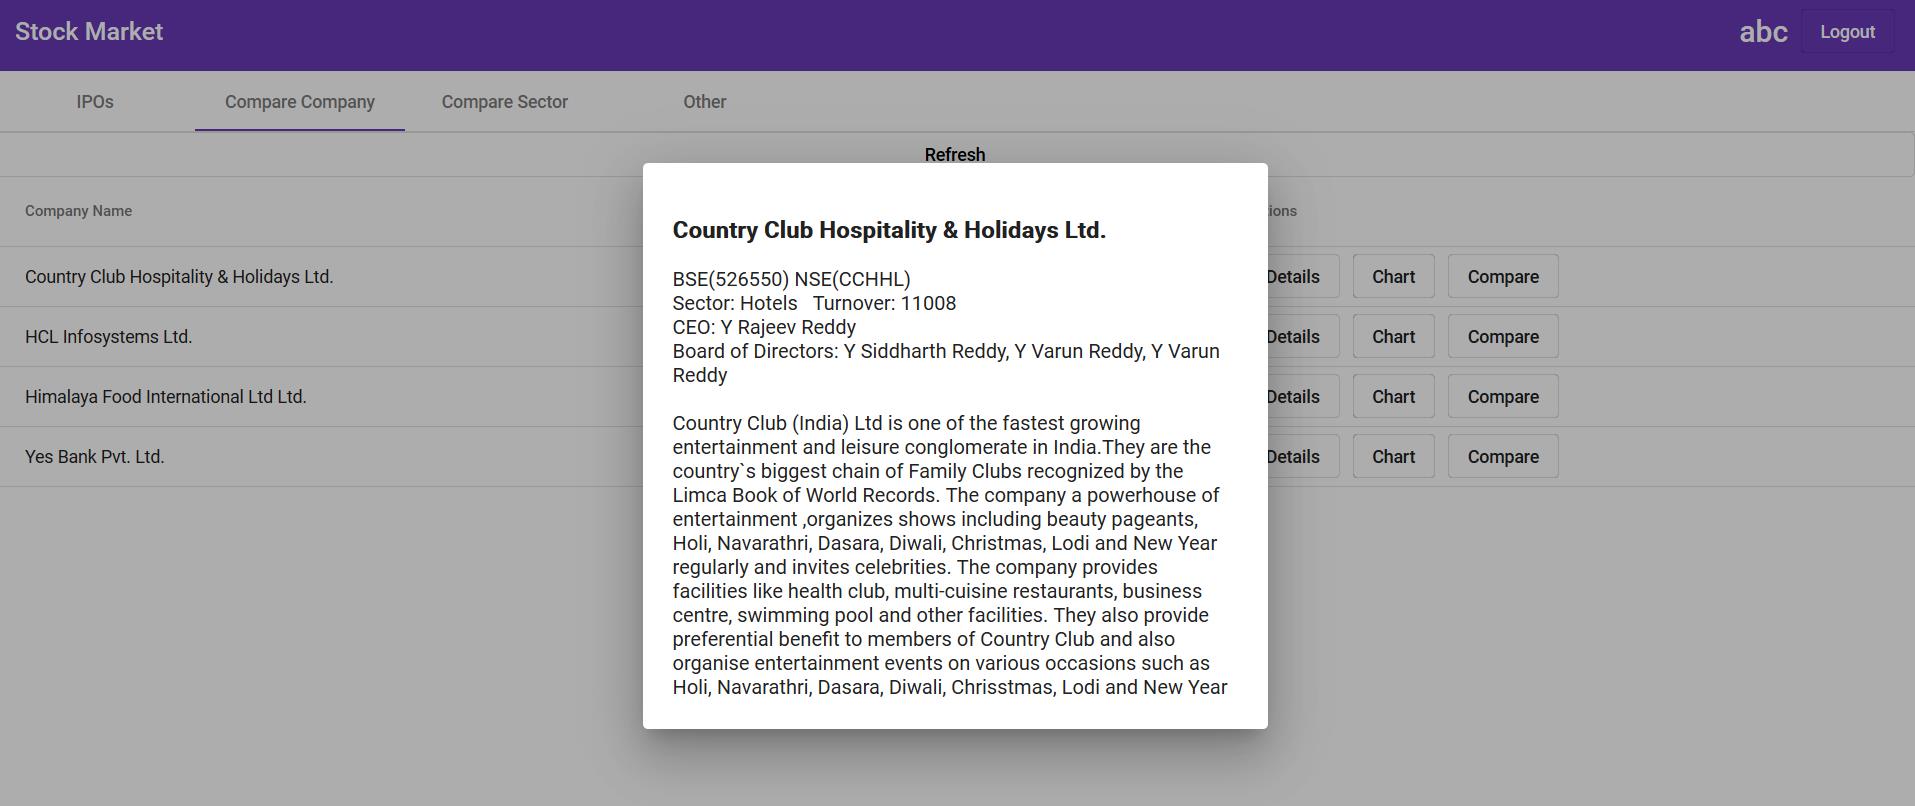 Stock Market
abc
Logout
IPOs
Compare Company
Compare Sector
Other
Refresh
Company Name
tions
Country Club Hospitality & Holidays Ltd.
Details
Chart
Compare
HCL Infosystems Ltd.
Details
Chart
Compare
Himalaya Food International Ltd Ltd.
Details
Chart
Compare
Yes Bank Pvt. Ltd.
Details
Chart
Compare
Country Club Hospitality & Holidays Ltd.
BSE(526550) NSE(CCHHL)
Sector: Hotels   Turnover: 11008
CEO: Y Rajeev Reddy
Board of Directors: Y Siddharth Reddy, Y Varun Reddy, Y Varun
Reddy
Country Club (India) Ltd is one of the fastest growing
entertainment and leisure conglomerate in India.They are the
country`s biggest chain of Family Clubs recognized by the
Limca Book of World Records. The company a powerhouse of
entertainment ,organizes shows including beauty pageants,
Holi, Navarathri, Dasara, Diwali, Christmas, Lodi and New Year
regularly and invites celebrities. The company provides
facilities like health club, multi-cuisine restaurants, business
centre, swimming pool and other facilities. They also provide
preferential benefit to members of Country Club and also
organise entertainment events on various occasions such as
Holi, Navarathri, Dasara, Diwali, Chrisstmas, Lodi and New Year